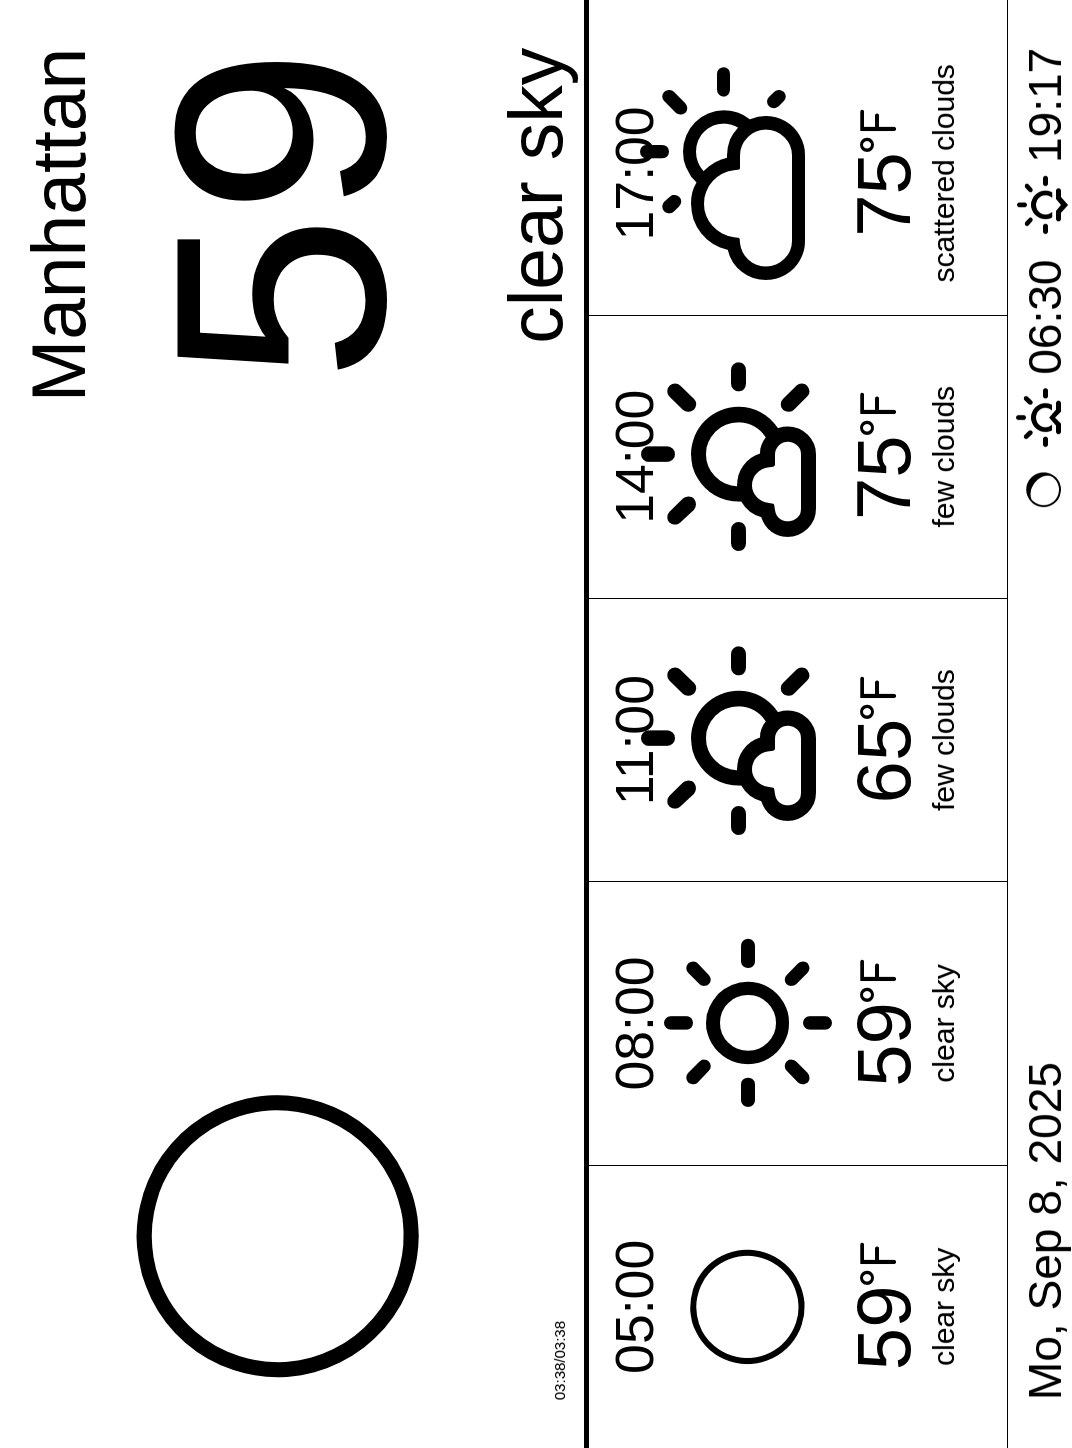 Manhattan
59
clear sky
03:38/03:38
05:00
59°F
clear sky
08:00
59°F
clear sky
11:00
65°F
few clouds
14:00
75°F
few clouds
17:00
75°F
scattered clouds
Mo, Sep 8, 2025
06:30
19:17